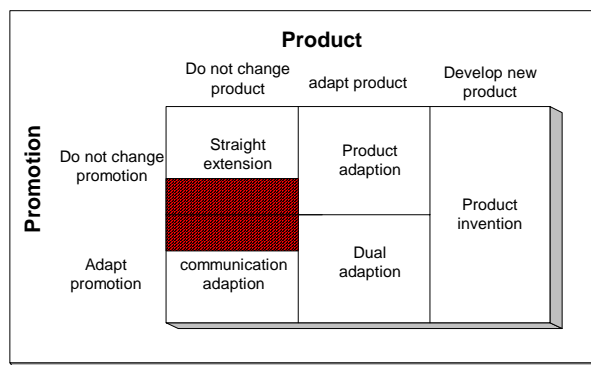 Product
Do not change
product
adapt product
Develop new
product
Promotion
Do not change
promotion
Straight
extension
Product
adaption
Product
invention
Adapt
promotion
communication
adaption
Dual
adaption